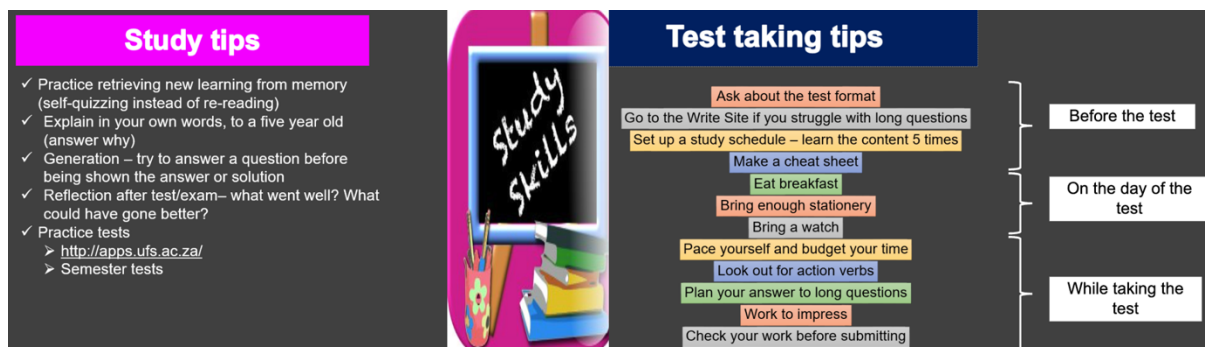 Study tips
✓ Practice retrieving new learning from memory
(self-quizzing instead of re-reading)
✓ Explain in your own words, to a five year old
(answer why)
✓ Generation – try to answer a question before
being shown the answer or solution
✓ Reflection after test/exam– what went well? What
could have gone better?
✓ Practice tests
➢ http://apps.ufs.ac.za/
➢ Semester tests
Study
Skills
Test taking tips
Ask about the test format
Go to the Write Site if you struggle with long questions
Set up a study schedule – learn the content 5 times
Make a cheat sheet
Before the test
Eat breakfast
Bring enough stationery
Bring a watch
On the day of the
test
Pace yourself and budget your time
Look out for action verbs
Plan your answer to long questions
Work to impress
Check your work before submitting
While taking the
test